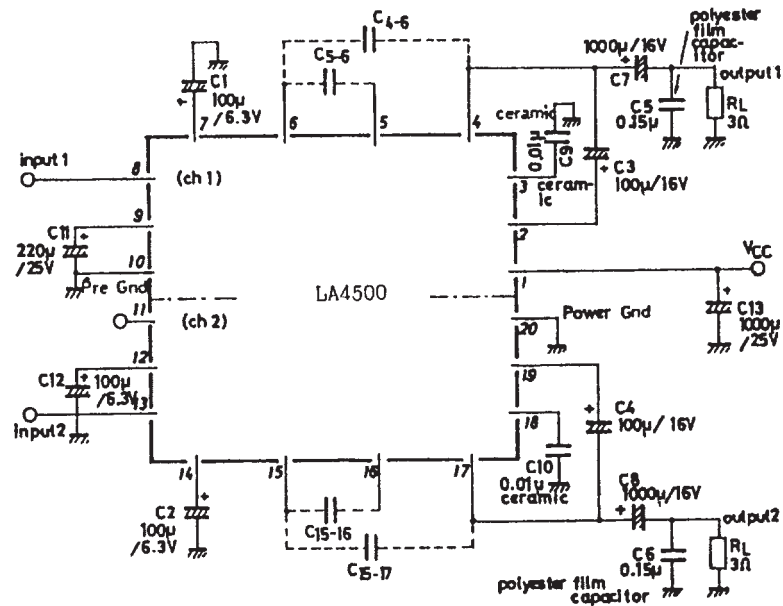 C4-6
C5-6
1000μ/16V
C7
polyester
film
capac-
itor
output1
C1
100μ
/6.3V
C5
0.15μ
RL
3Ω
ceramic
0.01μ
C9
ceram-
ic
C3
100μ/16V
7
6
5
4
input1
8
(ch 1)
3
9
2
C11
220μ
/25V
10
Pre Gnd
1
VCC
LA4500
11
(ch 2)
Power Gnd
20
C13
1000μ
/25V
12
C12
100μ
/6.3V
13
input2
19
18
C4
100μ/16V
14
15
16
17
C10
0.01μ
ceramic
C8
1000μ/16V
C2
100μ
/6.3V
C15-16
C15-17
output2
C6
0.15μ
RL
3Ω
polyester film
capacitor